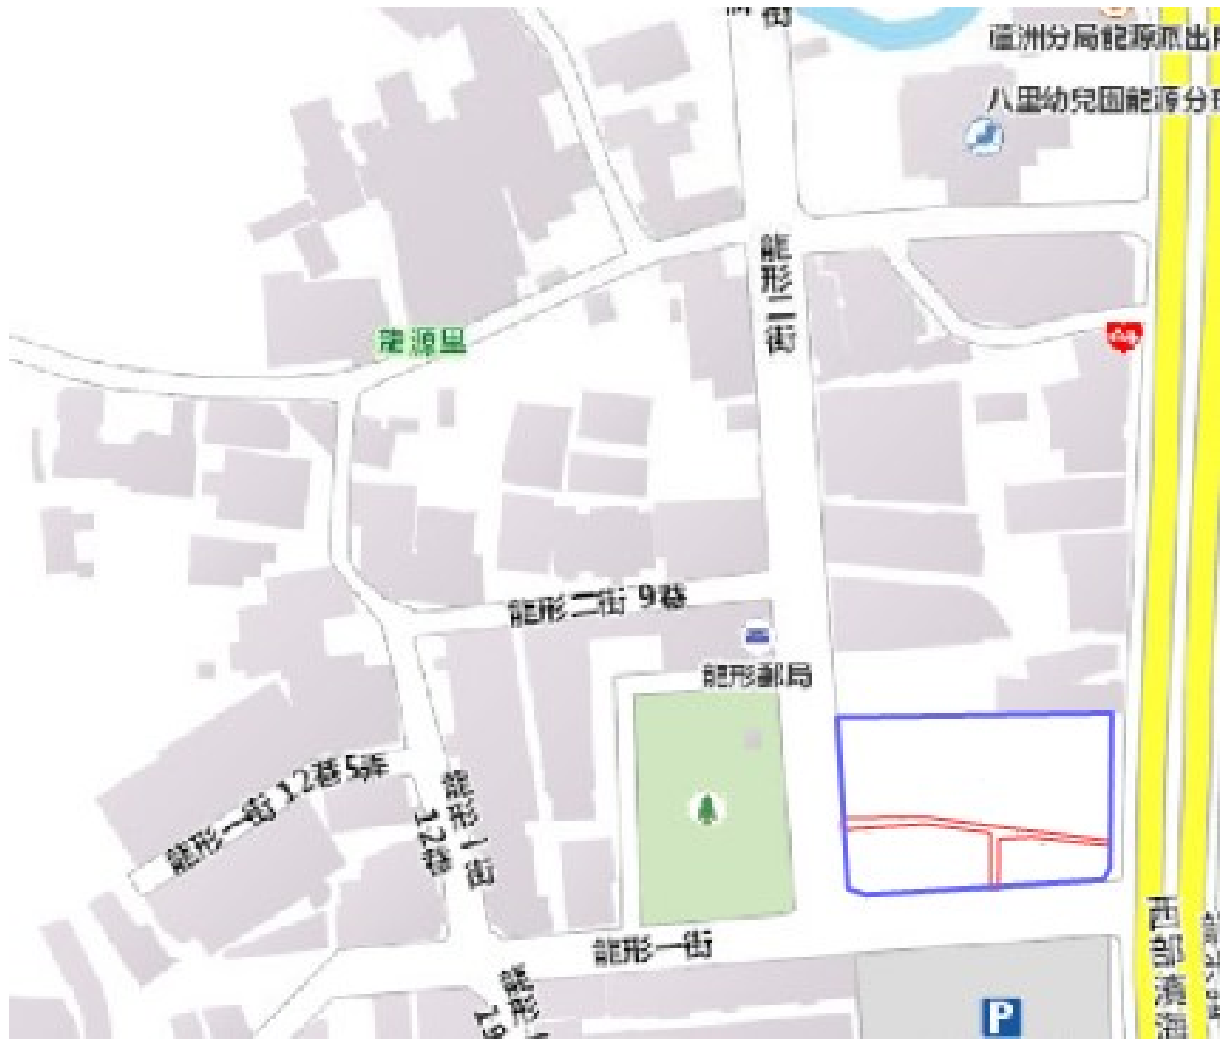 街
蘆洲分局龍源派出所
八里幼兒園龍源分班
龍形二街
龍源里
龍形二街 9巷
龍形郵局
龍形一街 12巷 5弄
龍形一街
12巷
龍形一街
西部濱海
P